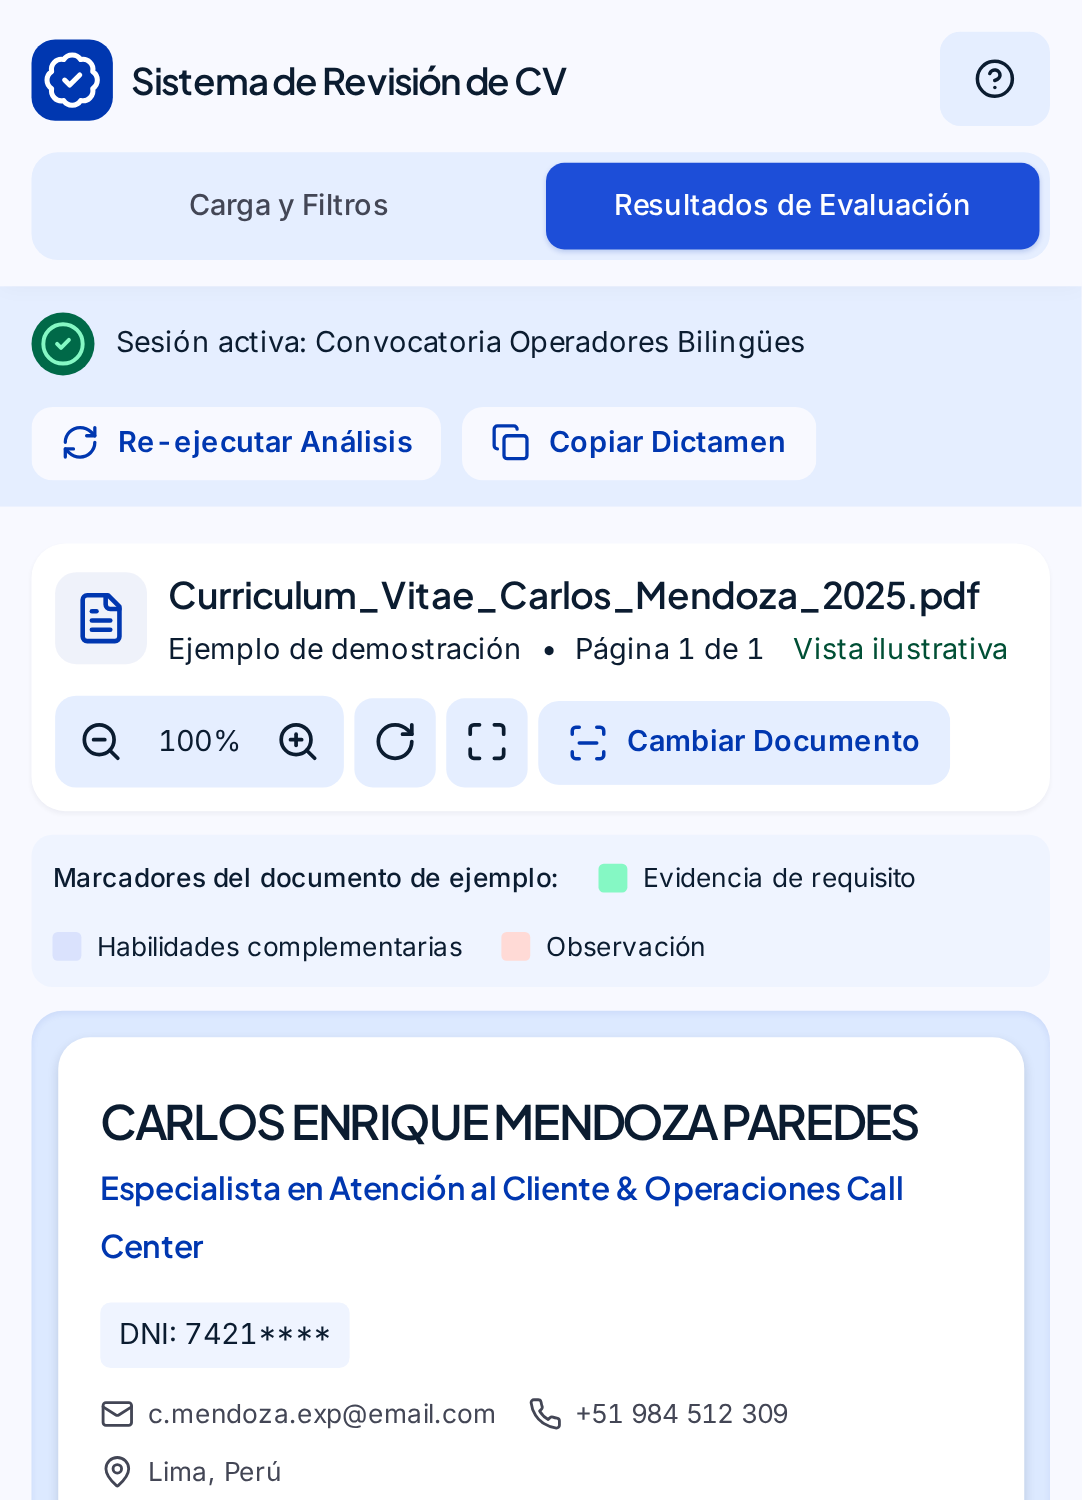 Sistema de Revisión de CV
Carga y Filtros
Resultados de Evaluación
Sesión activa: Convocatoria Operadores Bilingües
Re-ejecutar Análisis
Copiar Dictamen
Curriculum_Vitae_Carlos_Mendoza_2025.pdf
Ejemplo de demostración • Página 1 de 1 Vista ilustrativa
100%
Cambiar Documento
Marcadores del documento de ejemplo:
Evidencia de requisito
Habilidades complementarias
Observación
CARLOS ENRIQUE MENDOZA PAREDES
Especialista en Atención al Cliente & Operaciones Call
Center
DNI: 7421****
c.mendoza.exp@email.com
+51 984 512 309
Lima, Perú